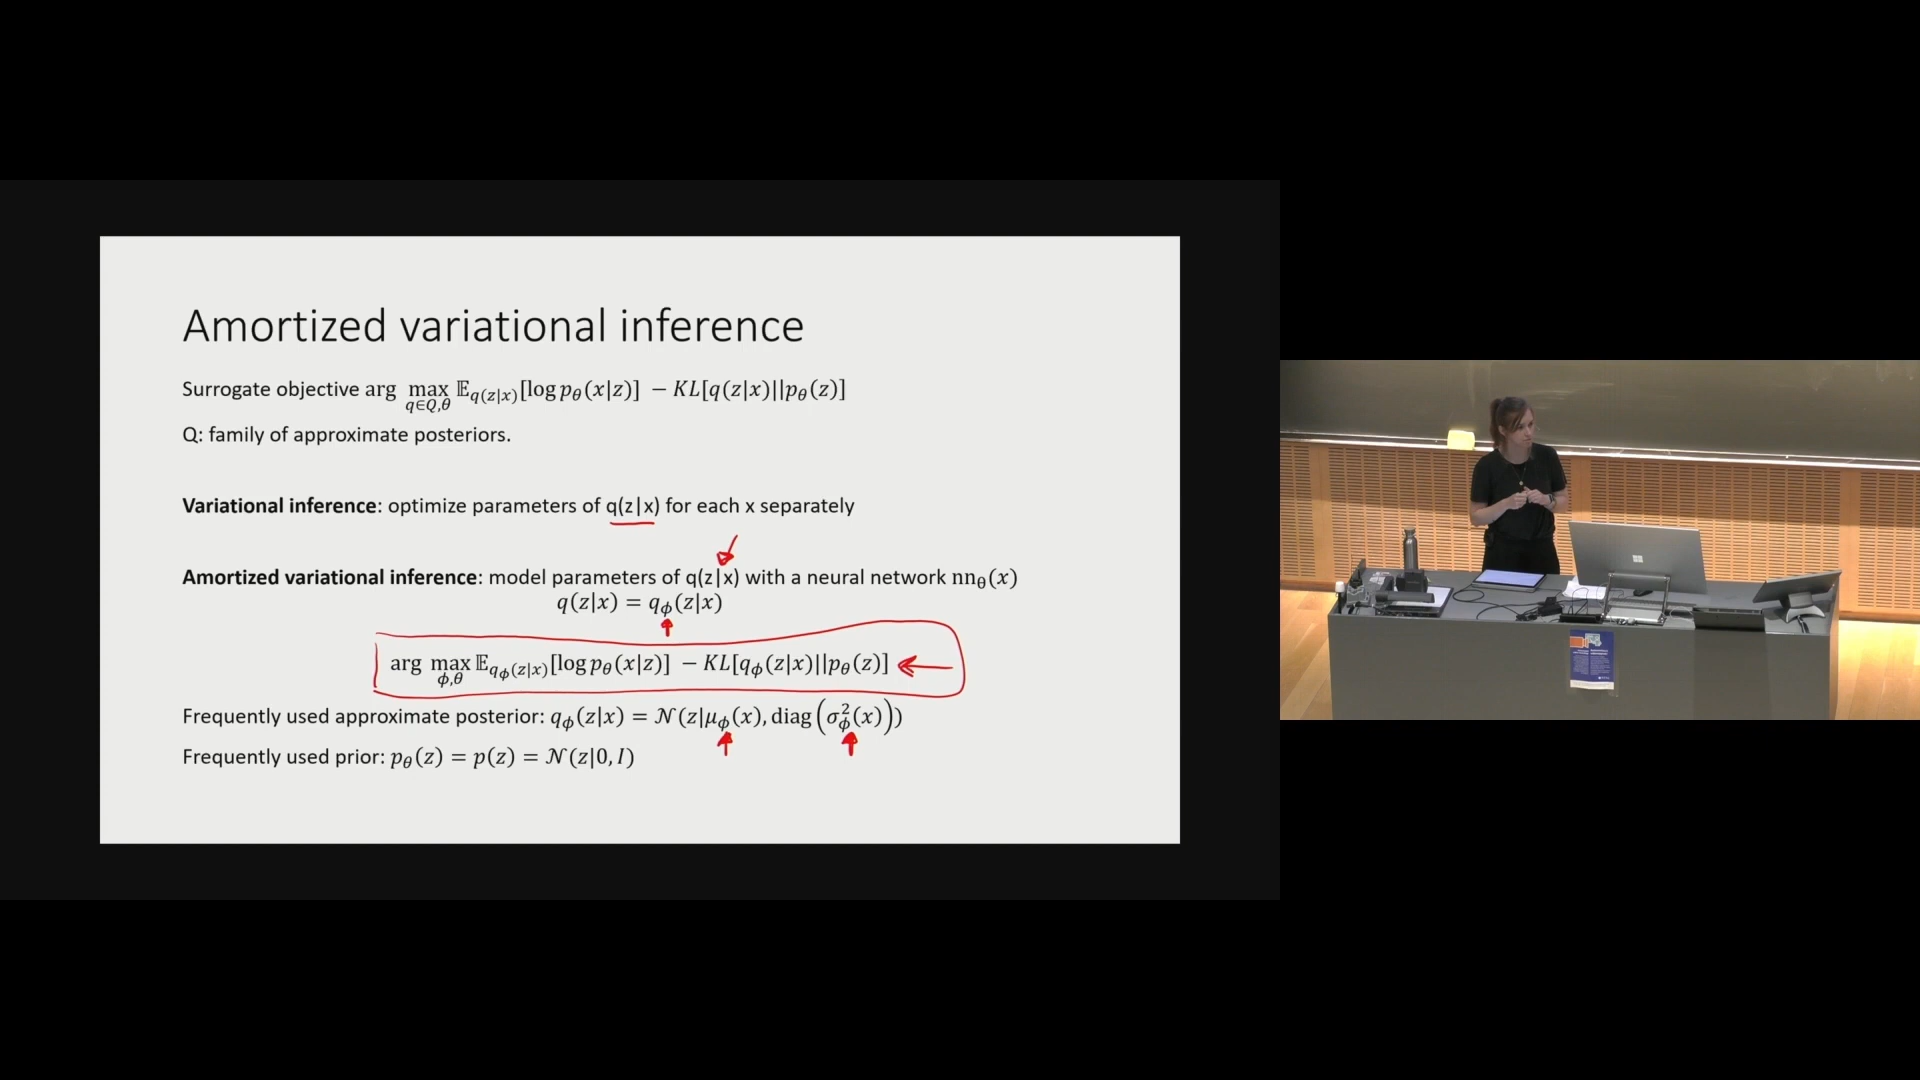 Amortized variational inference
Surrogate objective arg max_{q∈Q,θ} 𝔼_{q(z|x)}[log p_θ(x|z)] − KL[q(z|x)||p_θ(z)]
Q: family of approximate posteriors.
Variational inference: optimize parameters of q(z|x) for each x separately
Amortized variational inference: model parameters of q(z|x) with a neural network nn_θ(x)
q(z|x) = q_ϕ(z|x)
arg max_{ϕ,θ} 𝔼_{q_ϕ(z|x)}[log p_θ(x|z)] − KL[q_ϕ(z|x)||p_θ(z)]
Frequently used approximate posterior: q_ϕ(z|x) = 𝒩(z|μ_ϕ(x), diag(σ²_ϕ(x)))
Frequently used prior: p_θ(z) = p(z) = 𝒩(z|0, I)